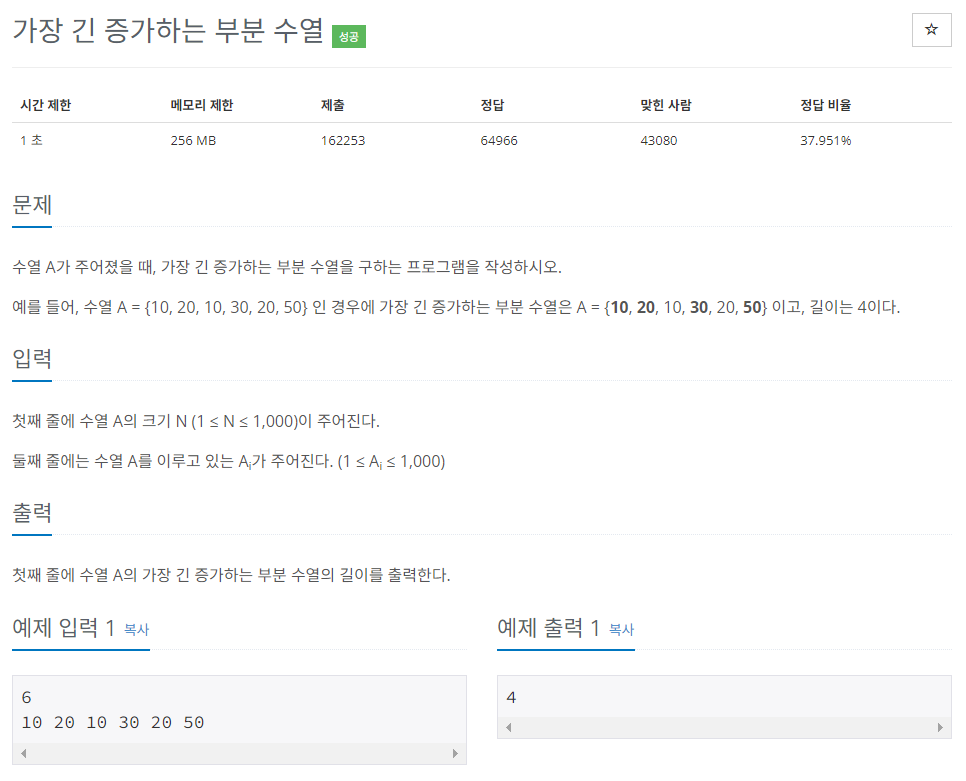 가장 긴 증가하는 부분 수열 성공
☆
시간 제한 메모리 제한 제출 정답 맞힌 사람 정답 비율
1 초 256 MB 162253 64966 43080 37.951%
문제
수열 A가 주어졌을 때, 가장 긴 증가하는 부분 수열을 구하는 프로그램을 작성하시오.
예를 들어, 수열 A = {10, 20, 10, 30, 20, 50} 인 경우에 가장 긴 증가하는 부분 수열은 A = {10, 20, 10, 30, 20, 50} 이고, 길이는 4이다.
입력
첫째 줄에 수열 A의 크기 N (1 ≤ N ≤ 1,000)이 주어진다.
둘째 줄에는 수열 A를 이루고 있는 Aᵢ가 주어진다. (1 ≤ Aᵢ ≤ 1,000)
출력
첫째 줄에 수열 A의 가장 긴 증가하는 부분 수열의 길이를 출력한다.
예제 입력 1 복사
6
10 20 10 30 20 50
예제 출력 1 복사
4